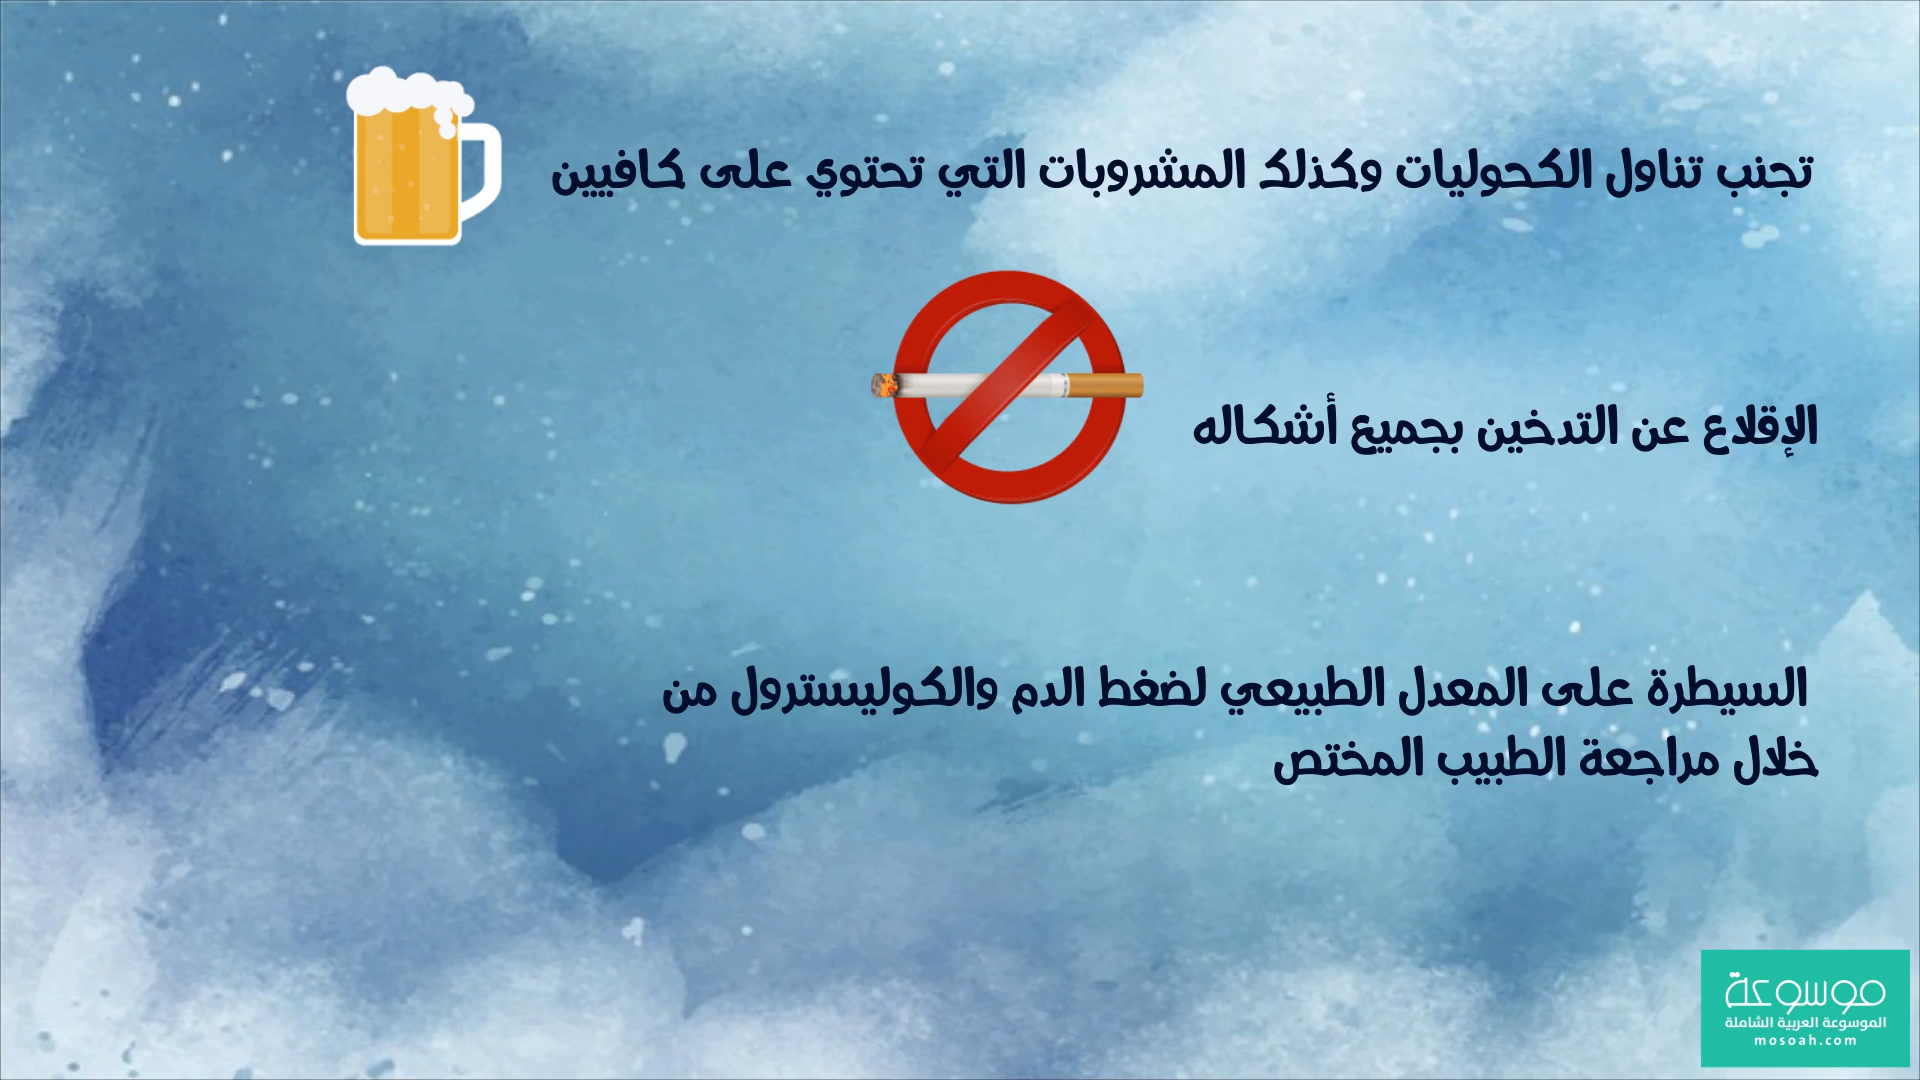 تجنب تناول الكحوليات وكذلك المشروبات التي تحتوي على كافيين
الإقلاع عن التدخين بجميع أشكاله
السيطرة على المعدل الطبيعي لضغط الدم والكوليسترول من
خلال مراجعة الطبيب المختص
موسوعة
الموسوعة العربية الشاملة
mosoah.com